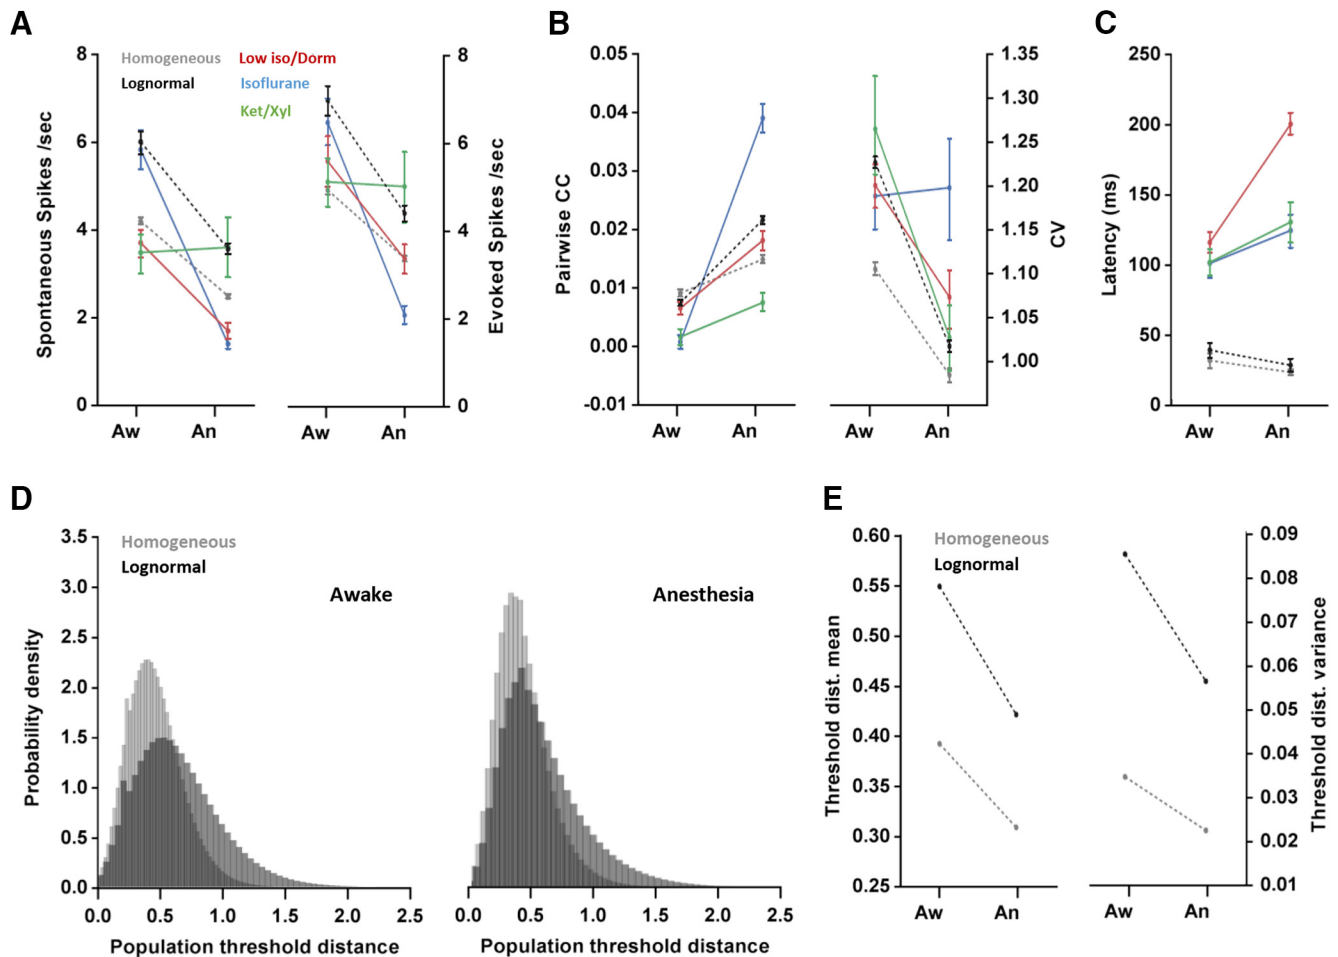 A
B
C
Homogeneous
Lognormal
Low iso/Dorm
Isoflurane
Ket/Xyl
Spontaneous Spikes /sec
8
6
4
2
0
Aw
An
8
6
4
2
0
Evoked Spikes /sec
Aw
An
Pairwise CC
0.05
0.04
0.03
0.02
0.01
0.00
-0.01
Aw
An
1.35
1.30
1.25
1.20
1.15
1.10
1.05
1.00
CV
Aw
An
Latency (ms)
250
200
150
100
50
0
Aw
An
D
Homogeneous
Lognormal
Awake
Probability density
3.5
3.0
2.5
2.0
1.5
1.0
0.5
0.0
0.0 0.5 1.0 1.5 2.0 2.5
Population threshold distance
Anesthesia
0.0 0.5 1.0 1.5 2.0 2.5
Population threshold distance
E
Homogeneous
Lognormal
Threshold dist. mean
0.60
0.55
0.50
0.45
0.40
0.35
0.30
0.25
Aw
An
0.09
0.08
0.07
0.06
0.05
0.04
0.03
0.02
0.01
Threshold dist. variance
Aw
An